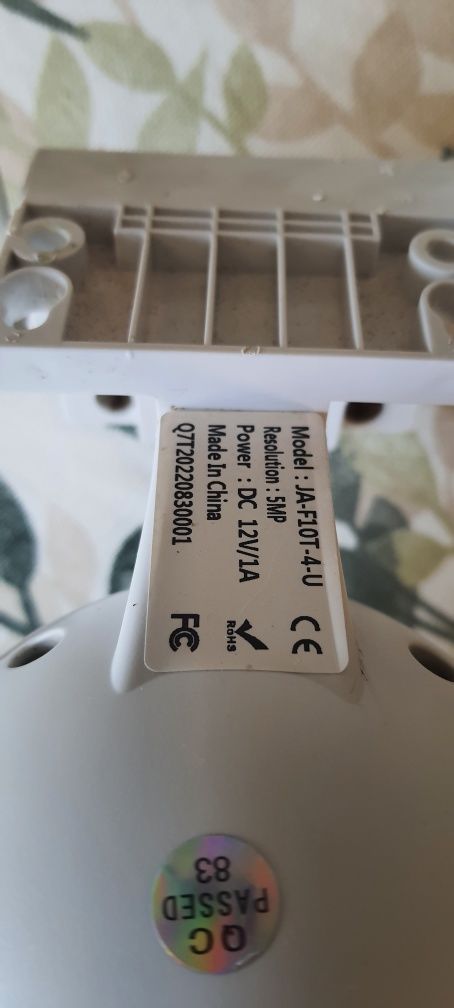 Model : JA-F10T-4-U
Resolution : 5MP
Power : DC 12V/1A
Made In China
Q7T20220830001
CE
RoHS
FC
QC
PASSED
83